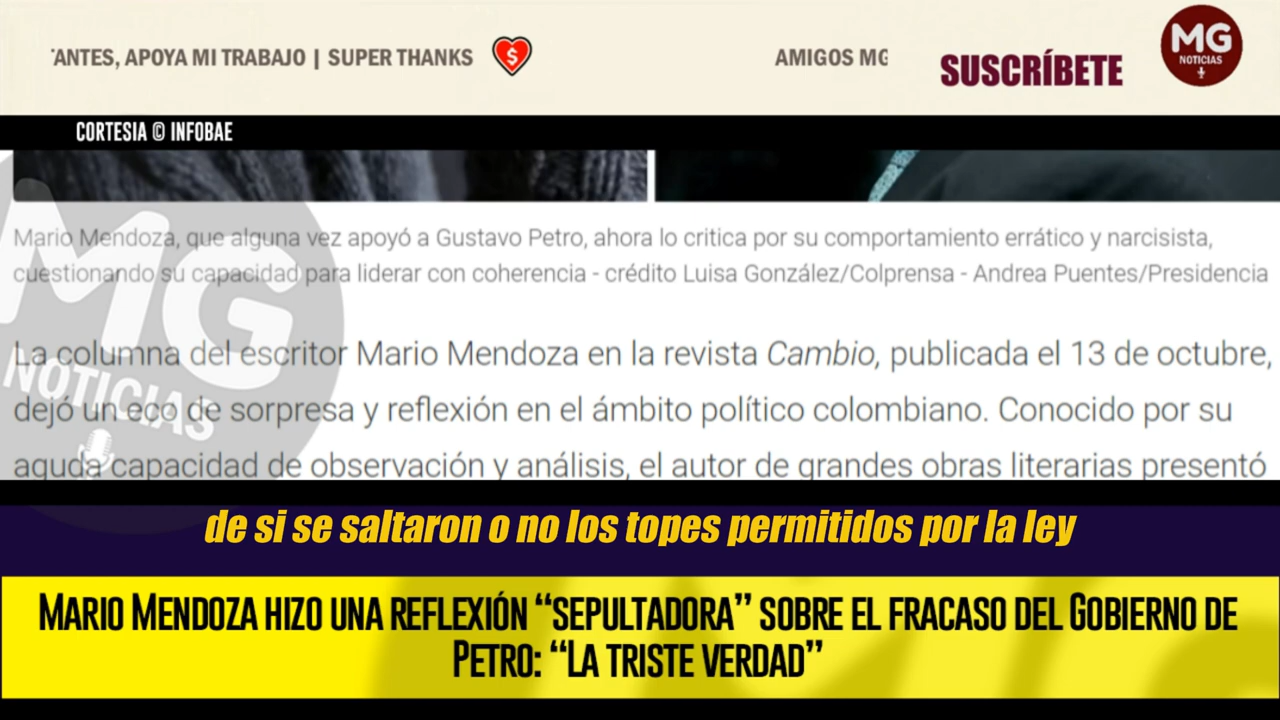 TANTES, APOYA MI TRABAJO | SUPER THANKS
AMIGOS MG
SUSCRÍBETE
MG
NOTICIAS
CORTESIA © INFOBAE
Mario Mendoza, que alguna vez apoyó a Gustavo Petro, ahora lo critica por su comportamiento errático y narcisista,
cuestionando su capacidad para liderar con coherencia - crédito Luisa González/Colprensa - Andrea Puentes/Presidencia
La columna del escritor Mario Mendoza en la revista Cambio, publicada el 13 de octubre,
dejó un eco de sorpresa y reflexión en el ámbito político colombiano. Conocido por su
aguda capacidad de observación y análisis, el autor de grandes obras literarias presentó
MG
NOTICIAS
de si se saltaron o no los topes permitidos por la ley
MARIO MENDOZA HIZO UNA REFLEXIÓN “SEPULTADORA” SOBRE EL FRACASO DEL GOBIERNO DE
PETRO: “LA TRISTE VERDAD”